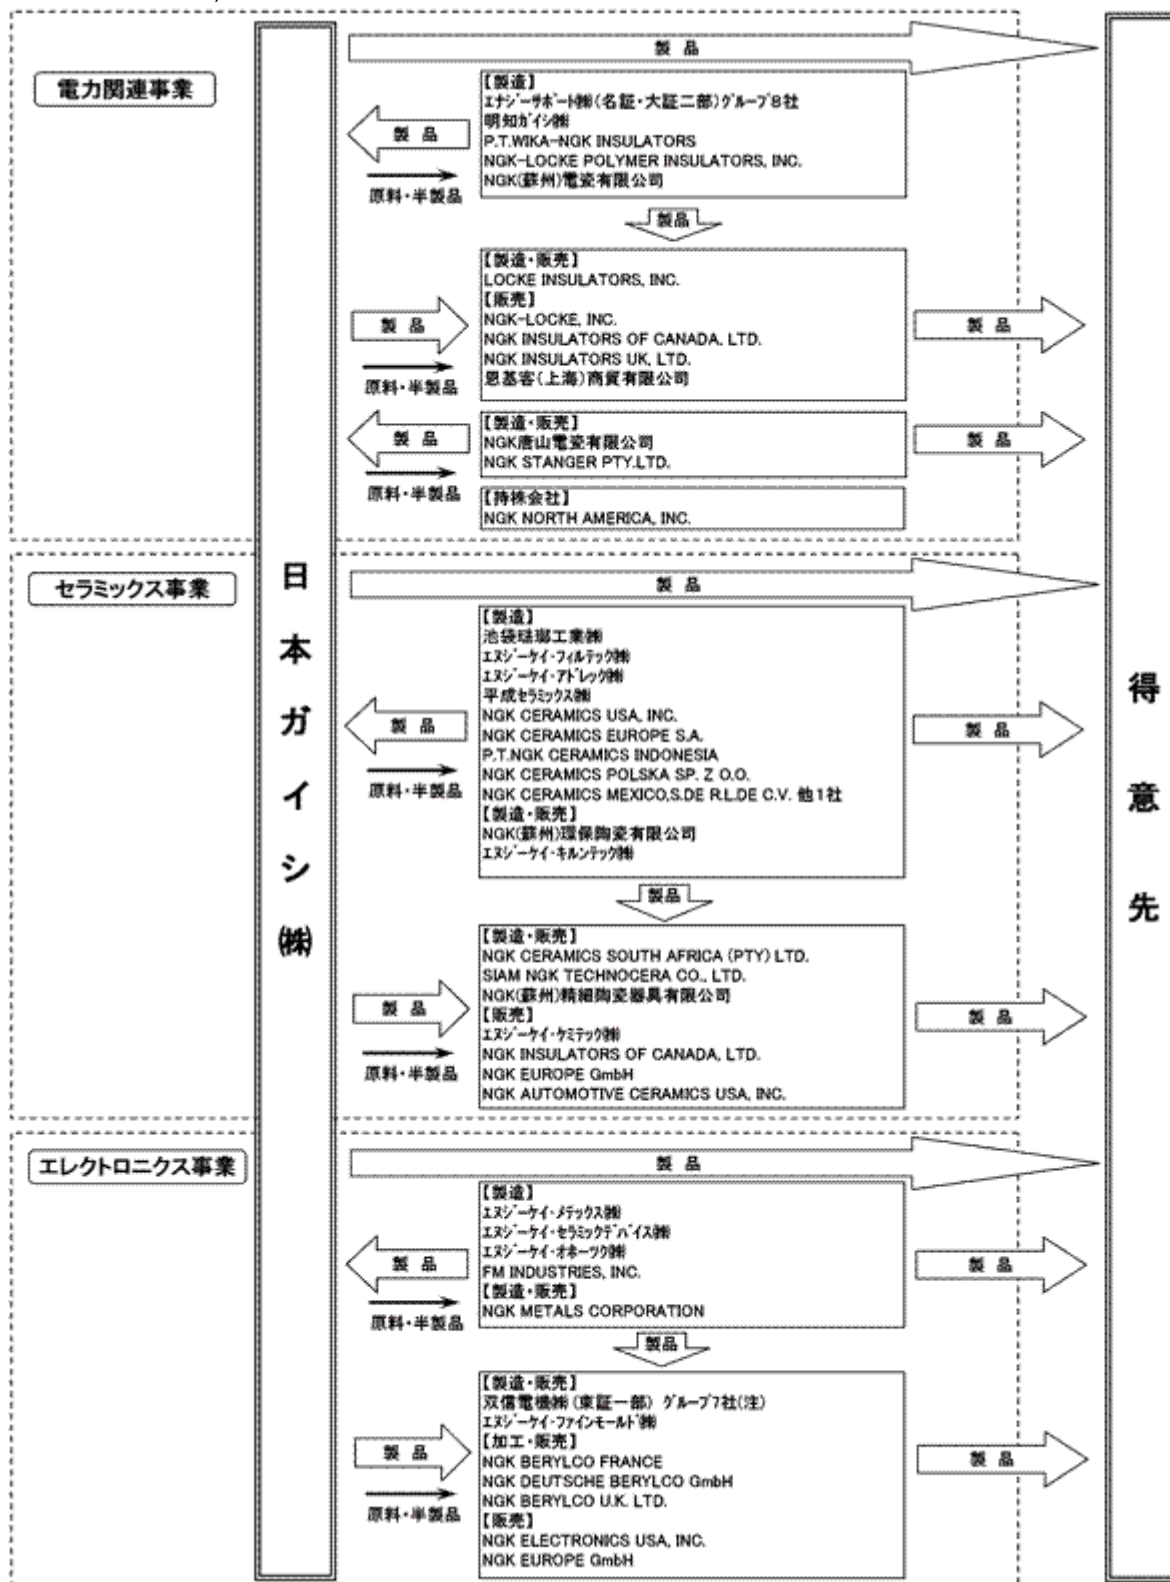 製 品
電力関連事業
【製造】
エナジーサポート㈱(名証・大証二部)グループ8社
明知ガイシ㈱
P.T.WIKA-NGK INSULATORS
NGK-LOCKE POLYMER INSULATORS, INC.
NGK(蘇州)電瓷有限公司
製 品
原料・半製品
製品
【製造・販売】
LOCKE INSULATORS, INC.
【販売】
NGK-LOCKE, INC.
NGK INSULATORS OF CANADA, LTD.
NGK INSULATORS UK, LTD.
恩基客(上海)商貿有限公司
製 品
原料・半製品
製 品
【製造・販売】
NGK唐山電瓷有限公司
NGK STANGER PTY.LTD.
製 品
原料・半製品
製 品
【持株会社】
NGK NORTH AMERICA, INC.
日本ガイシ㈱
得意先
セラミックス事業
製 品
【製造】
池袋琺瑯工業㈱
エヌジーケイ・フィルテック㈱
エヌジーケイ・アドレック㈱
平成セラミックス㈱
NGK CERAMICS USA, INC.
NGK CERAMICS EUROPE S.A.
P.T.NGK CERAMICS INDONESIA
NGK CERAMICS POLSKA SP. Z O.O.
NGK CERAMICS MEXICO,S.DE R.L.DE C.V. 他1社
【製造・販売】
NGK(蘇州)環保陶瓷有限公司
エヌジーケイ・キルンテック㈱
製 品
原料・半製品
製 品
製品
【製造・販売】
NGK CERAMICS SOUTH AFRICA (PTY) LTD.
SIAM NGK TECHNOCERA CO., LTD.
NGK(蘇州)精細陶瓷器具有限公司
【販売】
エヌジーケイ・ケミテック㈱
NGK INSULATORS OF CANADA, LTD.
NGK EUROPE GmbH
NGK AUTOMOTIVE CERAMICS USA, INC.
製 品
原料・半製品
製 品
エレクトロニクス事業
製 品
【製造】
エヌジーケイ・メテックス㈱
エヌジーケイ・セラミックデバイス㈱
エヌジーケイ・オホーツク㈱
FM INDUSTRIES, INC.
【製造・販売】
NGK METALS CORPORATION
製 品
原料・半製品
製 品
製品
【製造・販売】
双信電機㈱(東証一部) グループ7社(注)
エヌジーケイ・ファインモールド㈱
【加工・販売】
NGK BERYLCO FRANCE
NGK DEUTSCHE BERYLCO GmbH
NGK BERYLCO U.K. LTD.
【販売】
NGK ELECTRONICS USA, INC.
NGK EUROPE GmbH
製 品
原料・半製品
製 品